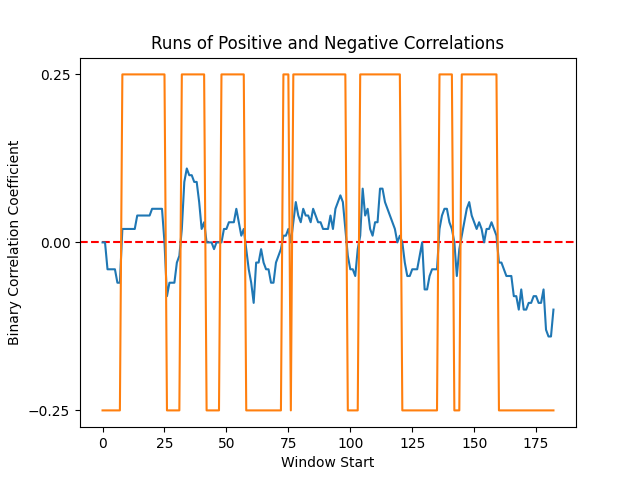 Runs of Positive and Negative Correlations
Binary Correlation Coefficient
0.25
0.00
−0.25
0 25 50 75 100 125 150 175
Window Start